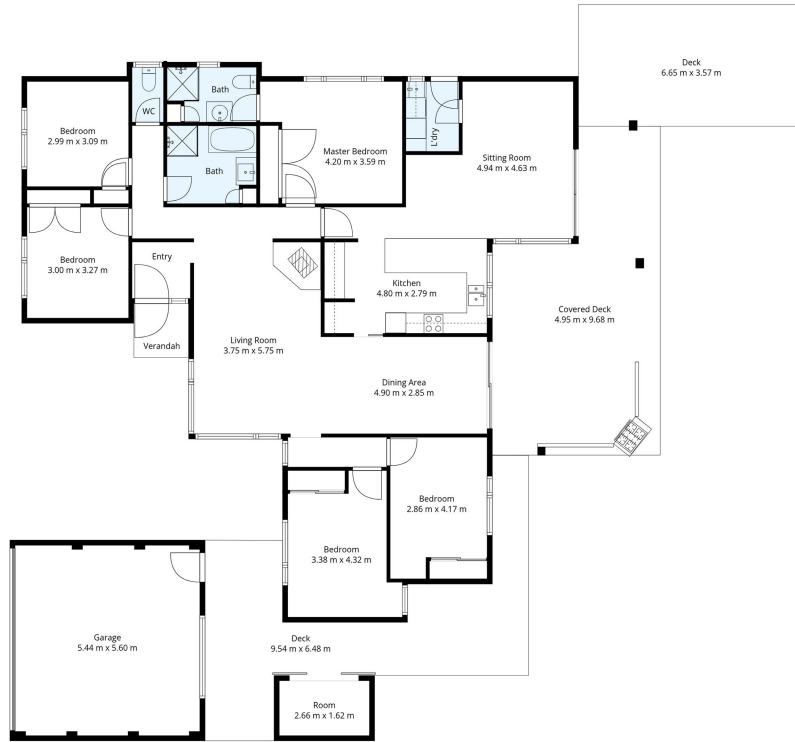 Deck
6.65 m x 3.57 m
Bath
WC
Bedroom
2.99 m x 3.09 m
Master Bedroom
4.20 m x 3.59 m
L'dry
Sitting Room
4.94 m x 4.63 m
Bath
Bedroom
3.00 m x 3.27 m
Entry
Kitchen
4.80 m x 2.79 m
Covered Deck
4.95 m x 9.68 m
Verandah
Living Room
3.75 m x 5.75 m
Dining Area
4.90 m x 2.85 m
Bedroom
2.86 m x 4.17 m
Bedroom
3.38 m x 4.32 m
Garage
5.44 m x 5.60 m
Deck
9.54 m x 6.48 m
Room
2.66 m x 1.62 m